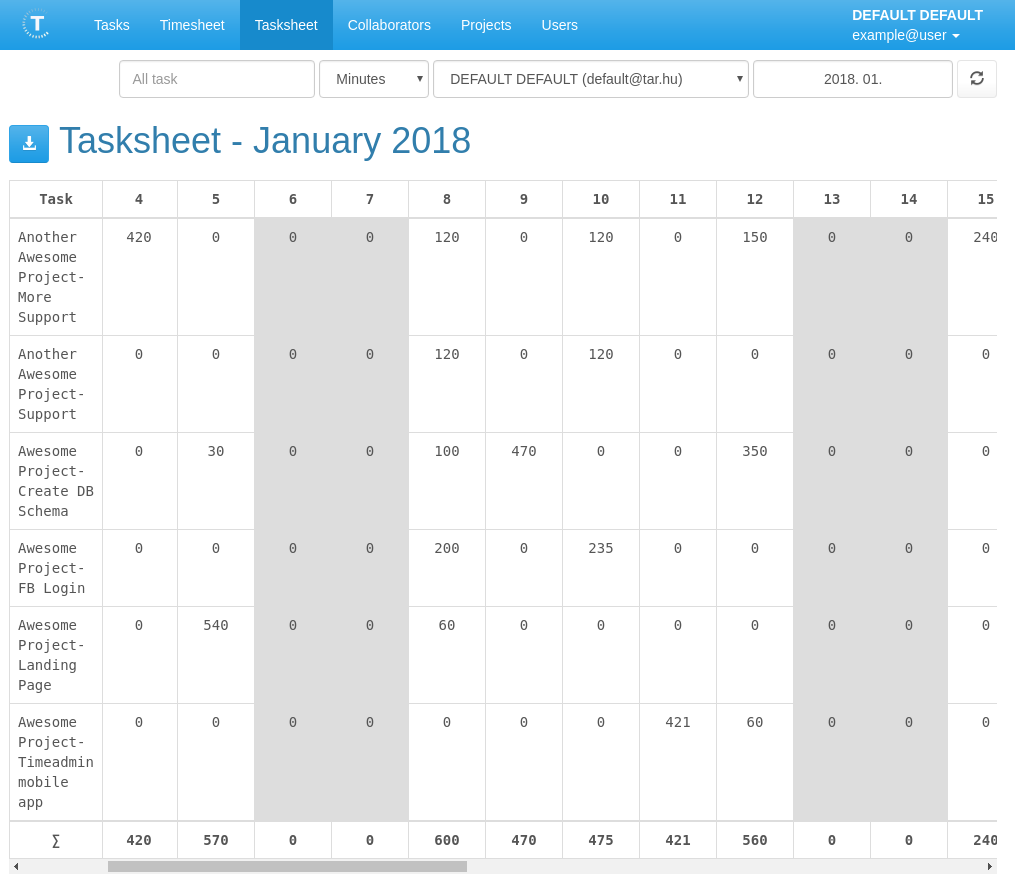 T Tasks Timesheet Tasksheet Collaborators Projects Users DEFAULT DEFAULT
example@user
All task Minutes DEFAULT DEFAULT (default@tar.hu) 2018. 01.
Tasksheet - January 2018
Task 4 5 6 7 8 9 10 11 12 13 14 15
Another 420 0 0 0 120 0 120 0 150 0 0 240
Awesome
Project-
More
Support
Another 0 0 0 0 120 0 120 0 0 0 0 0
Awesome
Project-
Support
Awesome 0 30 0 0 100 470 0 0 350 0 0 0
Project-
Create DB
Schema
Awesome 0 0 0 0 200 0 235 0 0 0 0 0
Project-
FB Login
Awesome 0 540 0 0 60 0 0 0 0 0 0 0
Project-
Landing
Page
Awesome 0 0 0 0 0 0 0 421 60 0 0 0
Project-
Timeadmin
mobile
app
∑ 420 570 0 0 600 470 475 421 560 0 0 240